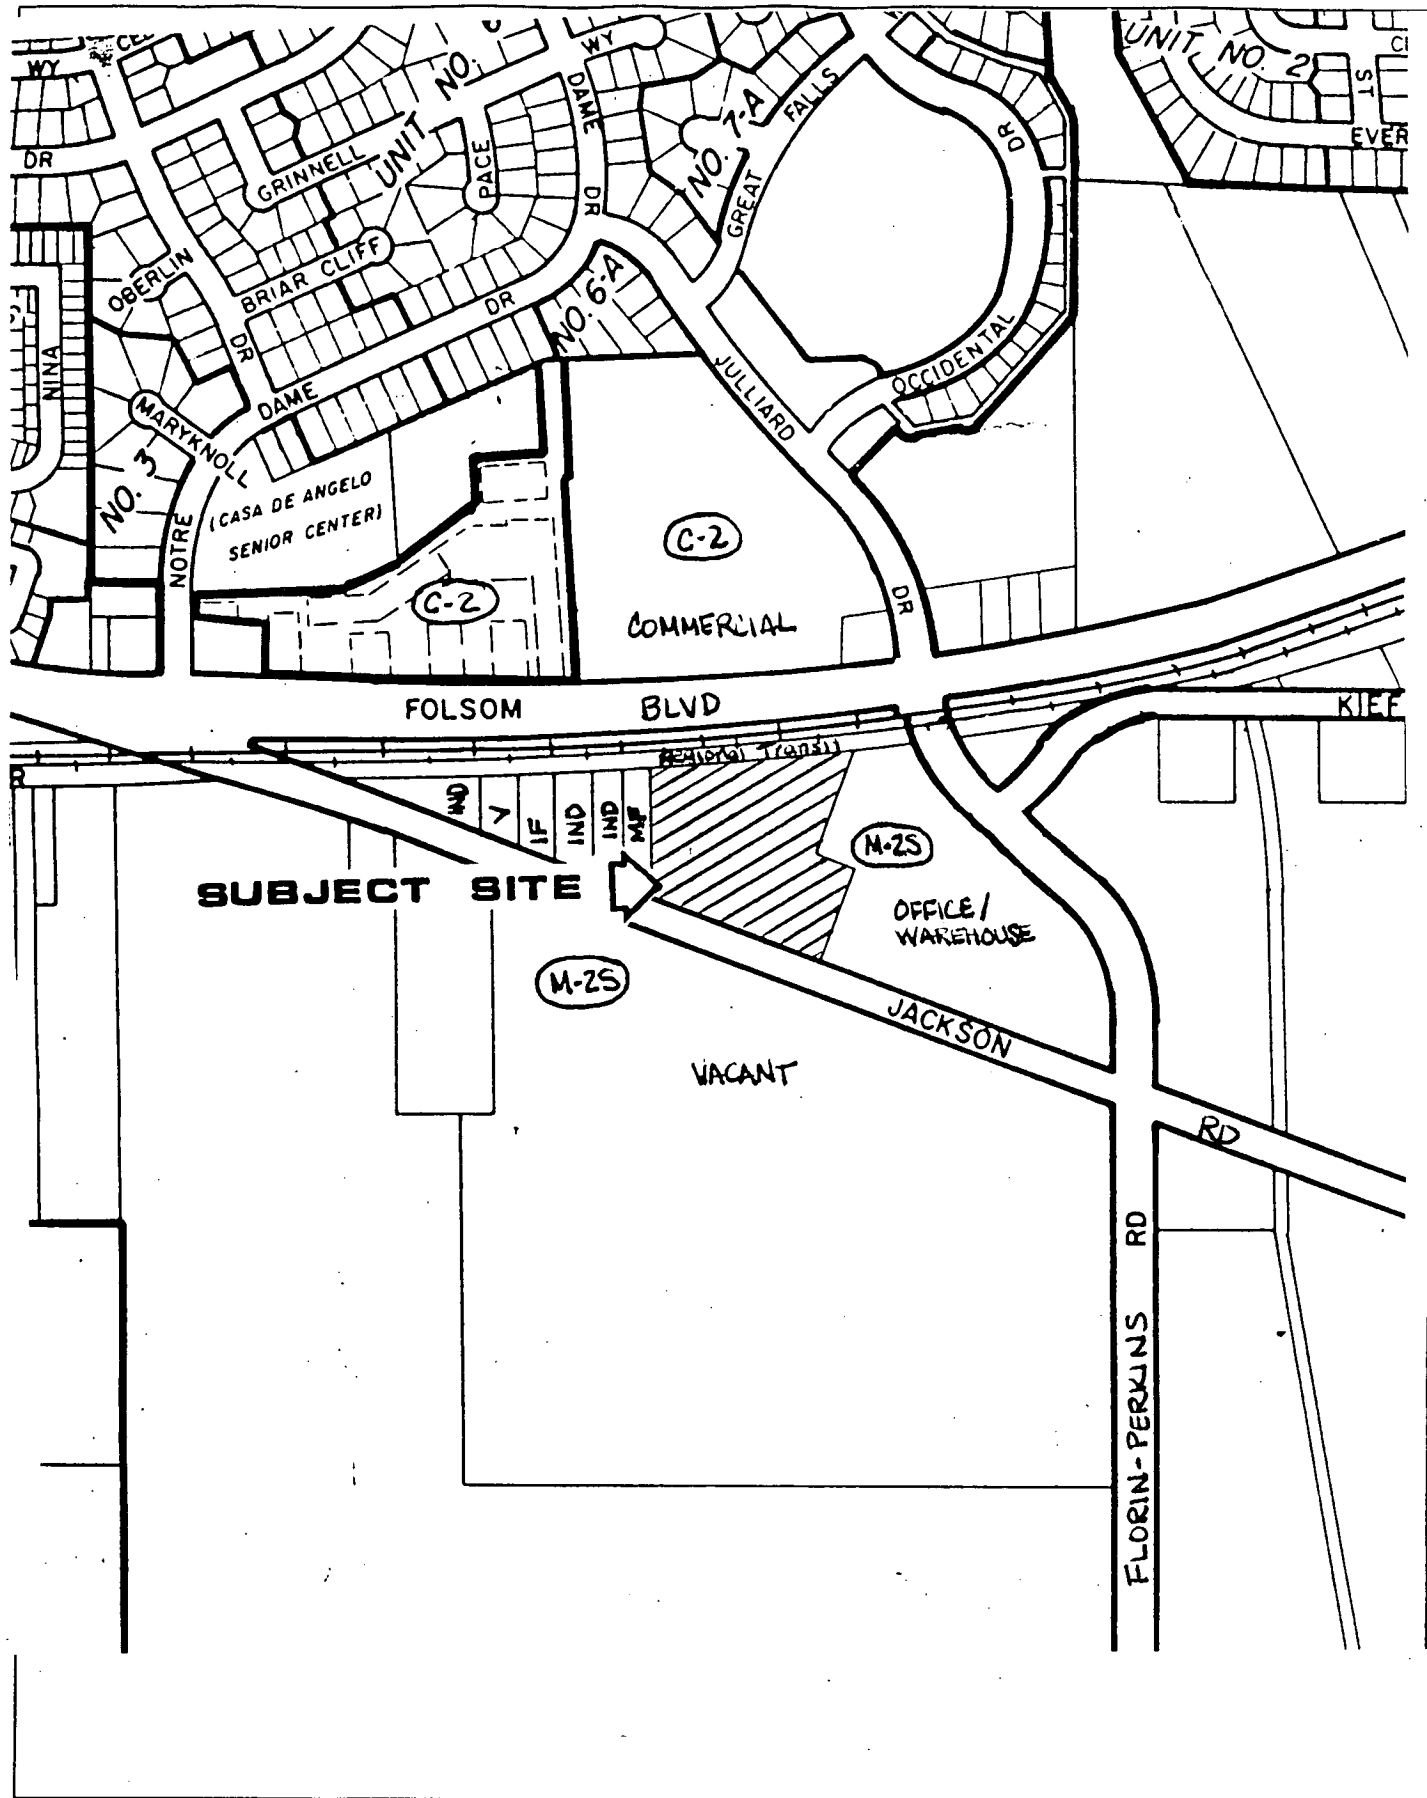 WY
DR
GRINNELL
UNIT NO.
PACE
WY
DAME DR
NO. 7-A
GREAT FALLS
DR
UNIT NO. 2
ST
EVER
OBERLIN
DR
BRIAR CLIFF
NO. 6-A
DR
DAME
NINA
MARYKNOLL
NO. 3
NOTRE
(CASA DE ANGELO
SENIOR CENTER)
JULLIARD
DR
OCCIDENTAL
C-2
C-2
COMMERCIAL
FOLSOM BLVD
Regional Transit
KIEF
R
IND
V
IF
IND
IND
MF
M-2S
SUBJECT SITE
OFFICE/
WAREHOUSE
M-2S
JACKSON
RD
VACANT
FLORIN-PERKINS RD